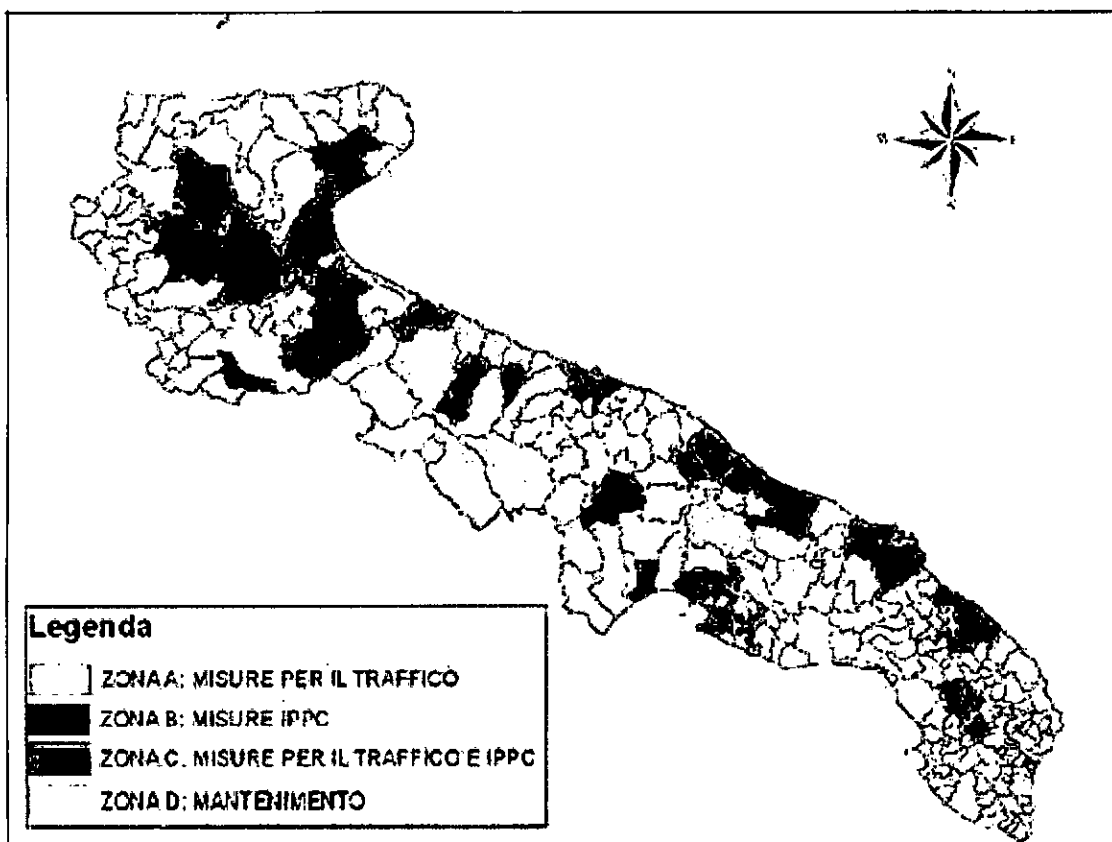 Legenda
ZONA A: MISURE PER IL TRAFFICO
ZONA B: MISURE IPPC
ZONA C. MISURE PER IL TRAFFICO E IPPC
ZONA D: MANTENIMENTO